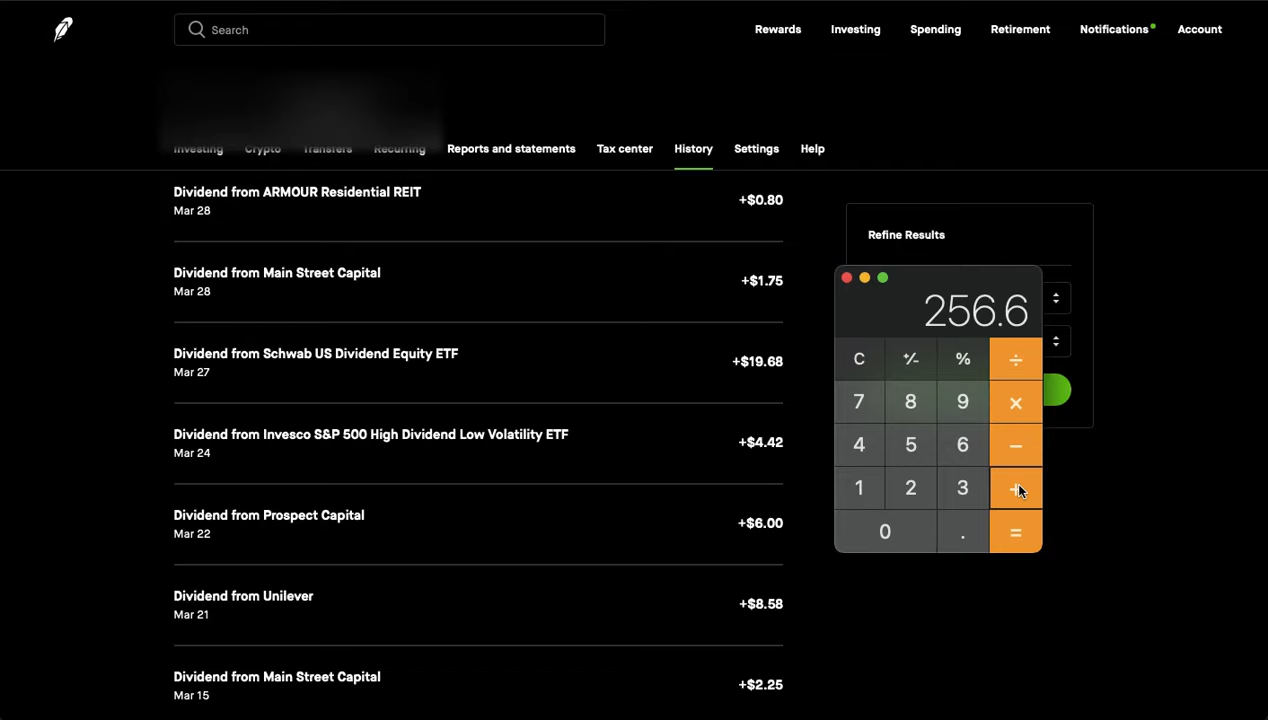 Search
Rewards
Investing
Spending
Retirement
Notifications
Account
Investing
Crypto
Transfers
Recurring
Reports and statements
Tax center
History
Settings
Help
Dividend from ARMOUR Residential REIT
Mar 28
+$0.80
Dividend from Main Street Capital
Mar 28
+$1.75
Dividend from Schwab US Dividend Equity ETF
Mar 27
+$19.68
Dividend from Invesco S&P 500 High Dividend Low Volatility ETF
Mar 24
+$4.42
Dividend from Prospect Capital
Mar 22
+$6.00
Dividend from Unilever
Mar 21
+$8.58
Dividend from Main Street Capital
Mar 15
+$2.25
Refine Results
256.6
C +/- % ÷
7 8 9 ×
4 5 6 −
1 2 3 +
0 . =